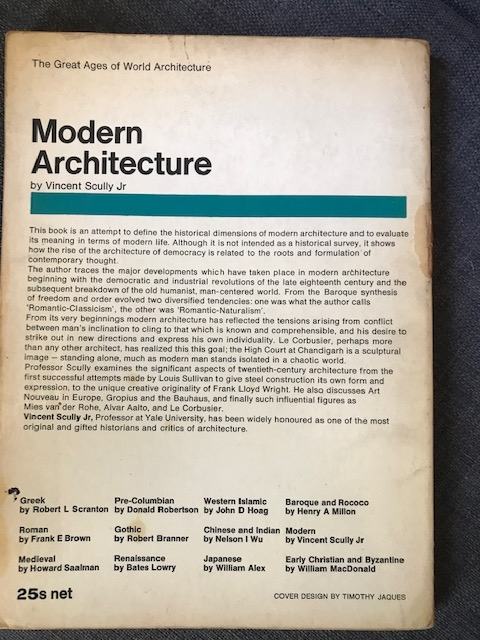 The Great Ages of World Architecture
Modern
Architecture
by Vincent Scully Jr
This book is an attempt to define the historical dimensions of modern architecture and to evaluate
its meaning in terms of modern life. Although it is not intended as a historical survey, it shows
how the rise of the architecture of democracy is related to the roots and formulation of
contemporary thought.
The author traces the major developments which have taken place in modern architecture
beginning with the democratic and industrial revolutions of the late eighteenth century and the
subsequent breakdown of the old humanist, man-centered world. From the Baroque synthesis
of freedom and order evolved two diversified tendencies: one was what the author calls
'Romantic-Classicism', the other was 'Romantic-Naturalism'.
From its very beginnings modern architecture has reflected the tensions arising from conflict
between man's inclination to cling to that which is known and comprehensible, and his desire to
strike out in new directions and express his own individuality. Le Corbusier, perhaps more
than any other architect, has realized this this goal; the High Court at Chandigarh is a sculptural
image — standing alone, much as modern man stands isolated in a chaotic world.
Professor Scully examines the significant aspects of twentieth-century architecture from the
first successful attempts made by Louis Sullivan to give steel construction its own form and
expression, to the unique creative originality of Frank Lloyd Wright. He also discusses Art
Nouveau in Europe, Gropius and the Bauhaus, and finally such influential figures as
Mies van der Rohe, Alvar Aalto, and Le Corbusier.
Vincent Scully Jr, Professor at Yale University, has been widely honoured as one of the most
original and gifted historians and critics of architecture.
Greek
by Robert L Scranton
Pre-Columbian
by Donald Robertson
Western Islamic
by John D Hoag
Baroque and Rococo
by Henry A Millon
Roman
by Frank E Brown
Gothic
by Robert Branner
Chinese and Indian
by Nelson I Wu
Modern
by Vincent Scully Jr
Medieval
by Howard Saalman
Renaissance
by Bates Lowry
Japanese
by William Alex
Early Christian and Byzantine
by William MacDonald
25s net
COVER DESIGN BY TIMOTHY JAQUES